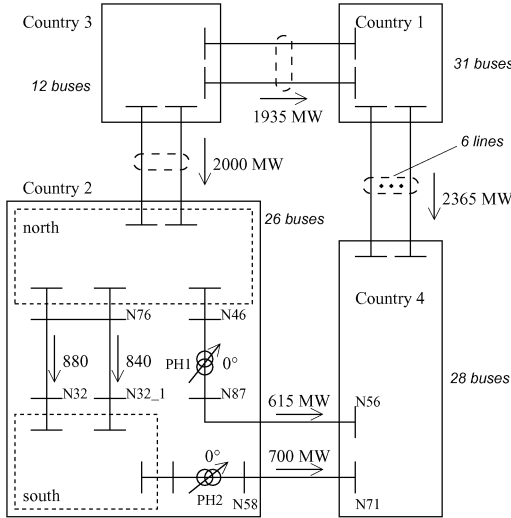 Country 3
Country 1
12 buses
31 buses
1935 MW
6 lines
2000 MW
2365 MW
Country 2
26 buses
north
Country 4
N76
N46
880
840
PH1
0°
N32
N32_1
N87
28 buses
615 MW
N56
0°
700 MW
south
PH2
N58
N71